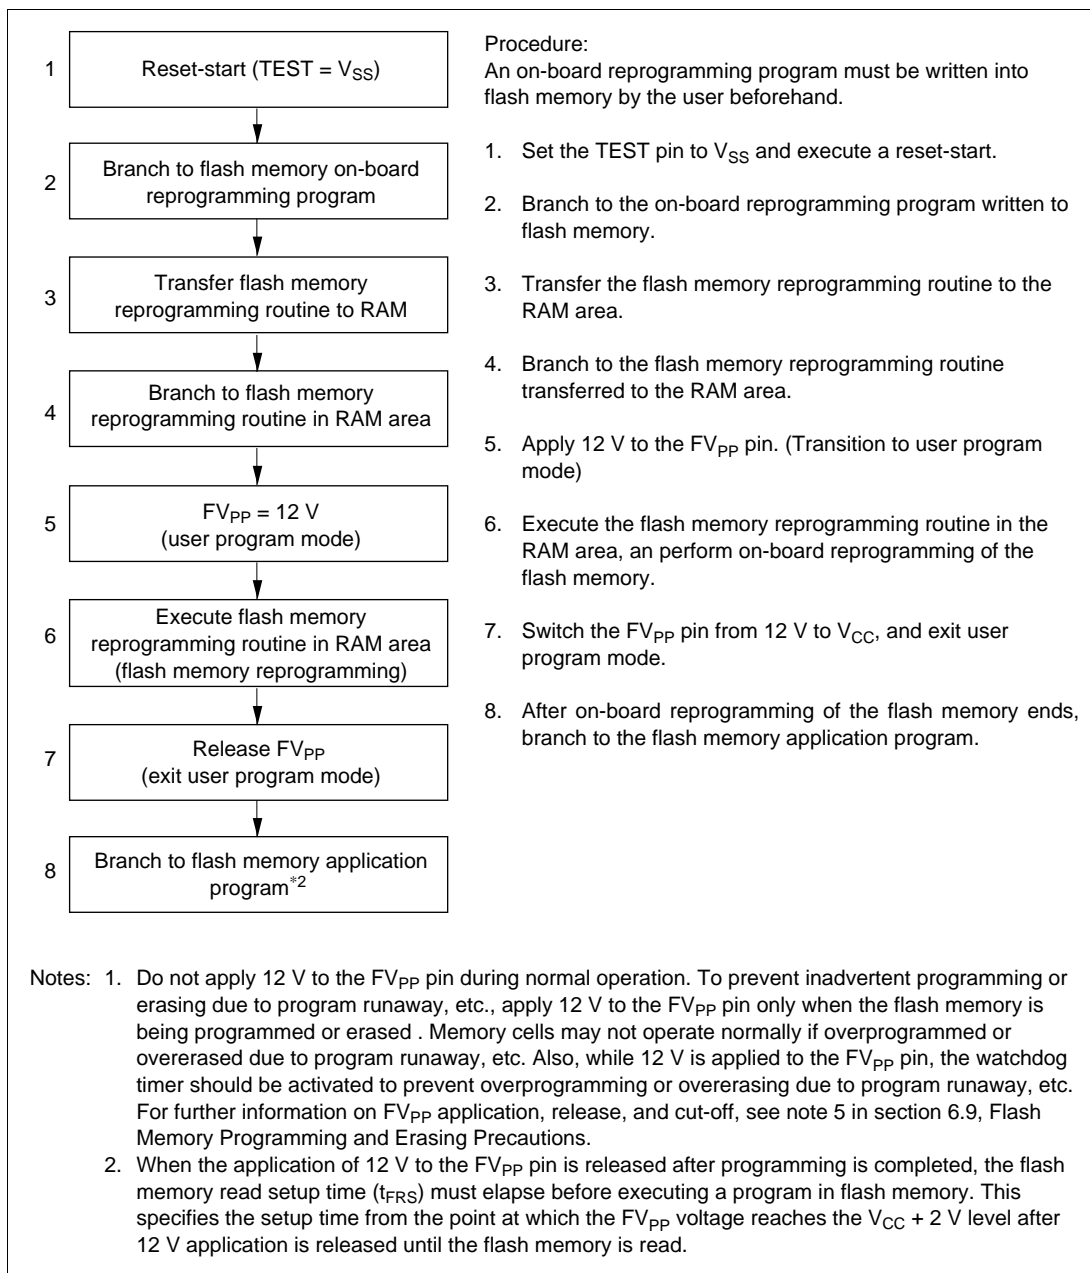 1
Reset-start (TEST = VSS)
2
Branch to flash memory on-board
reprogramming program
3
Transfer flash memory
reprogramming routine to RAM
4
Branch to flash memory
reprogramming routine in RAM area
5
FVPP = 12 V
(user program mode)
6
Execute flash memory
reprogramming routine in RAM area
(flash memory reprogramming)
7
Release FVPP
(exit user program mode)
8
Branch to flash memory application
program*2
Procedure:
An on-board reprogramming program must be written into
flash memory by the user beforehand.
1. Set the TEST pin to VSS and execute a reset-start.
2. Branch to the on-board reprogramming program written to
flash memory.
3. Transfer the flash memory reprogramming routine to the
RAM area.
4. Branch to the flash memory reprogramming routine
transferred to the RAM area.
5. Apply 12 V to the FVPP pin. (Transition to user program
mode)
6. Execute the flash memory reprogramming routine in the
RAM area, an perform on-board reprogramming of the
flash memory.
7. Switch the FVPP pin from 12 V to VCC, and exit user
program mode.
8. After on-board reprogramming of the flash memory ends,
branch to the flash memory application program.
Notes: 1. Do not apply 12 V to the FVPP pin during normal operation. To prevent inadvertent programming or
erasing due to program runaway, etc., apply 12 V to the FVPP pin only when the flash memory is
being programmed or erased . Memory cells may not operate normally if overprogrammed or
overerased due to program runaway, etc. Also, while 12 V is applied to the FVPP pin, the watchdog
timer should be activated to prevent overprogramming or overerasing due to program runaway, etc.
For further information on FVPP application, release, and cut-off, see note 5 in section 6.9, Flash
Memory Programming and Erasing Precautions.
2. When the application of 12 V to the FVPP pin is released after programming is completed, the flash
memory read setup time (tFRS) must elapse before executing a program in flash memory. This
specifies the setup time from the point at which the FVPP voltage reaches the VCC + 2 V level after
12 V application is released until the flash memory is read.